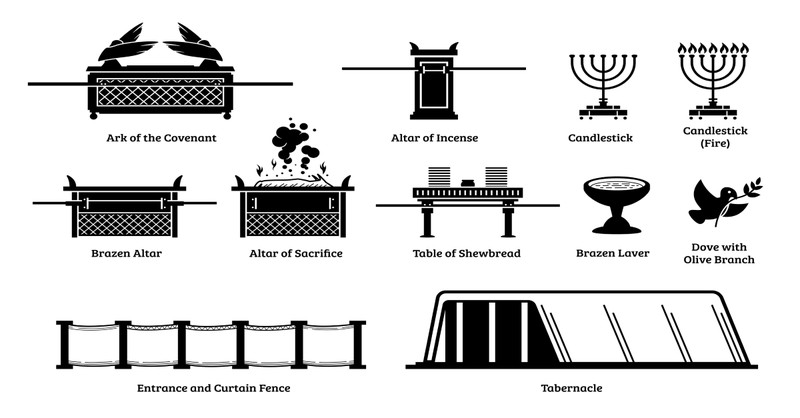 Ark of the Covenant
Altar of Incense
Candlestick
Candlestick
(Fire)
Brazen Altar
Altar of Sacrifice
Table of Shewbread
Brazen Laver
Dove with
Olive Branch
Entrance and Curtain Fence
Tabernacle